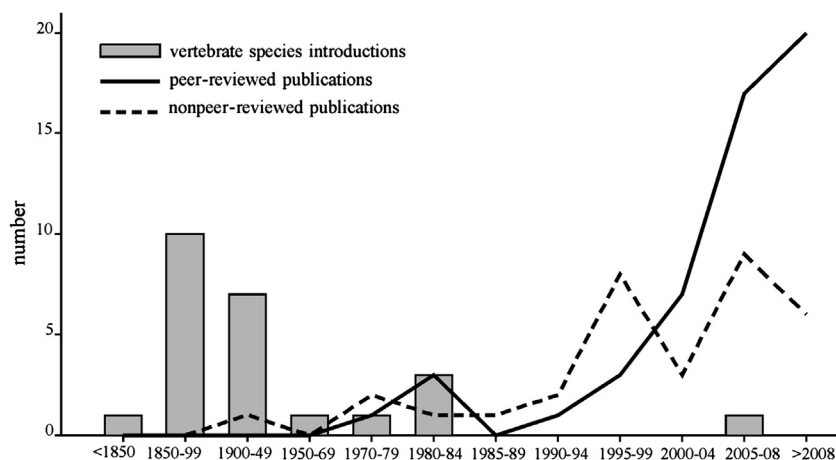 20
vertebrate species introductions
peer-reviewed publications
nonpeer-reviewed publications
15
10
number
5
0
<1850 1850-99 1900-49 1950-69 1970-79 1980-84 1985-89 1990-94 1995-99 2000-04 2005-08 >2008